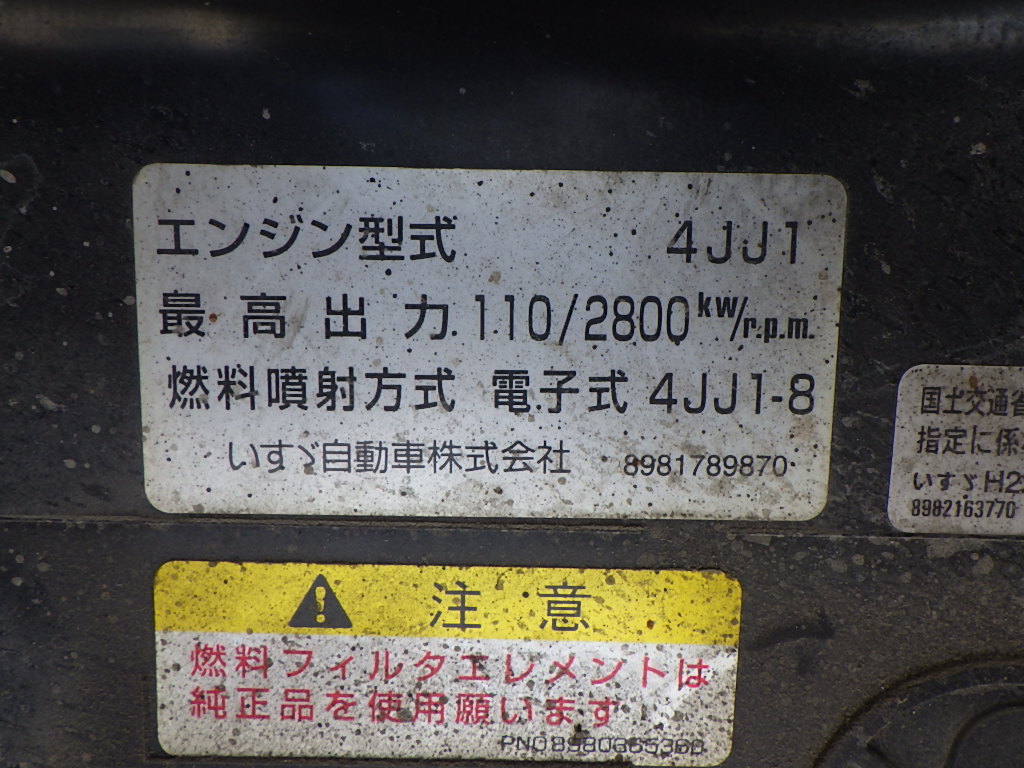 エンジン型式 4JJ1
最高出力 110/2800 kw/r.p.m.
燃料噴射方式 電子式 4JJ1-8
いすゞ自動車株式会社 8981789870
国土交通省
指定に係
いすゞH2
8982163770
注意
燃料フィルタエレメントは
純正品を使用願います
PNO8980665360